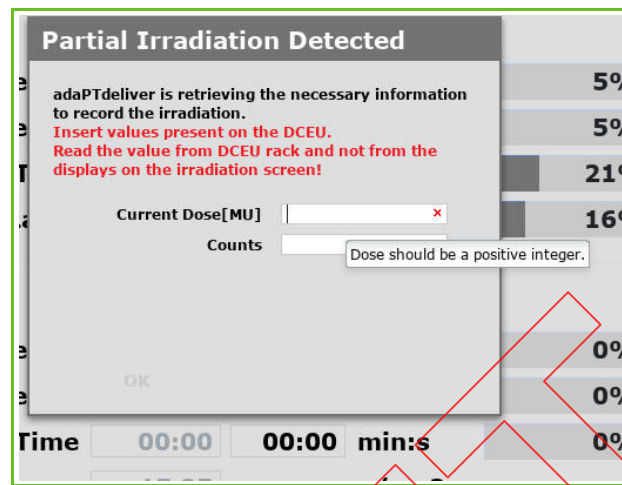 Partial Irradiation Detected
adaPTdeliver is retrieving the necessary information
to record the irradiation.
Insert values present on the DCEU.
Read the value from DCEU rack and not from the
displays on the irradiation screen!
Current Dose[MU]
Counts
Dose should be a positive integer.
OK
5%
5%
21%
16%
0%
0%
Time 00:00 00:00 min:s 0%